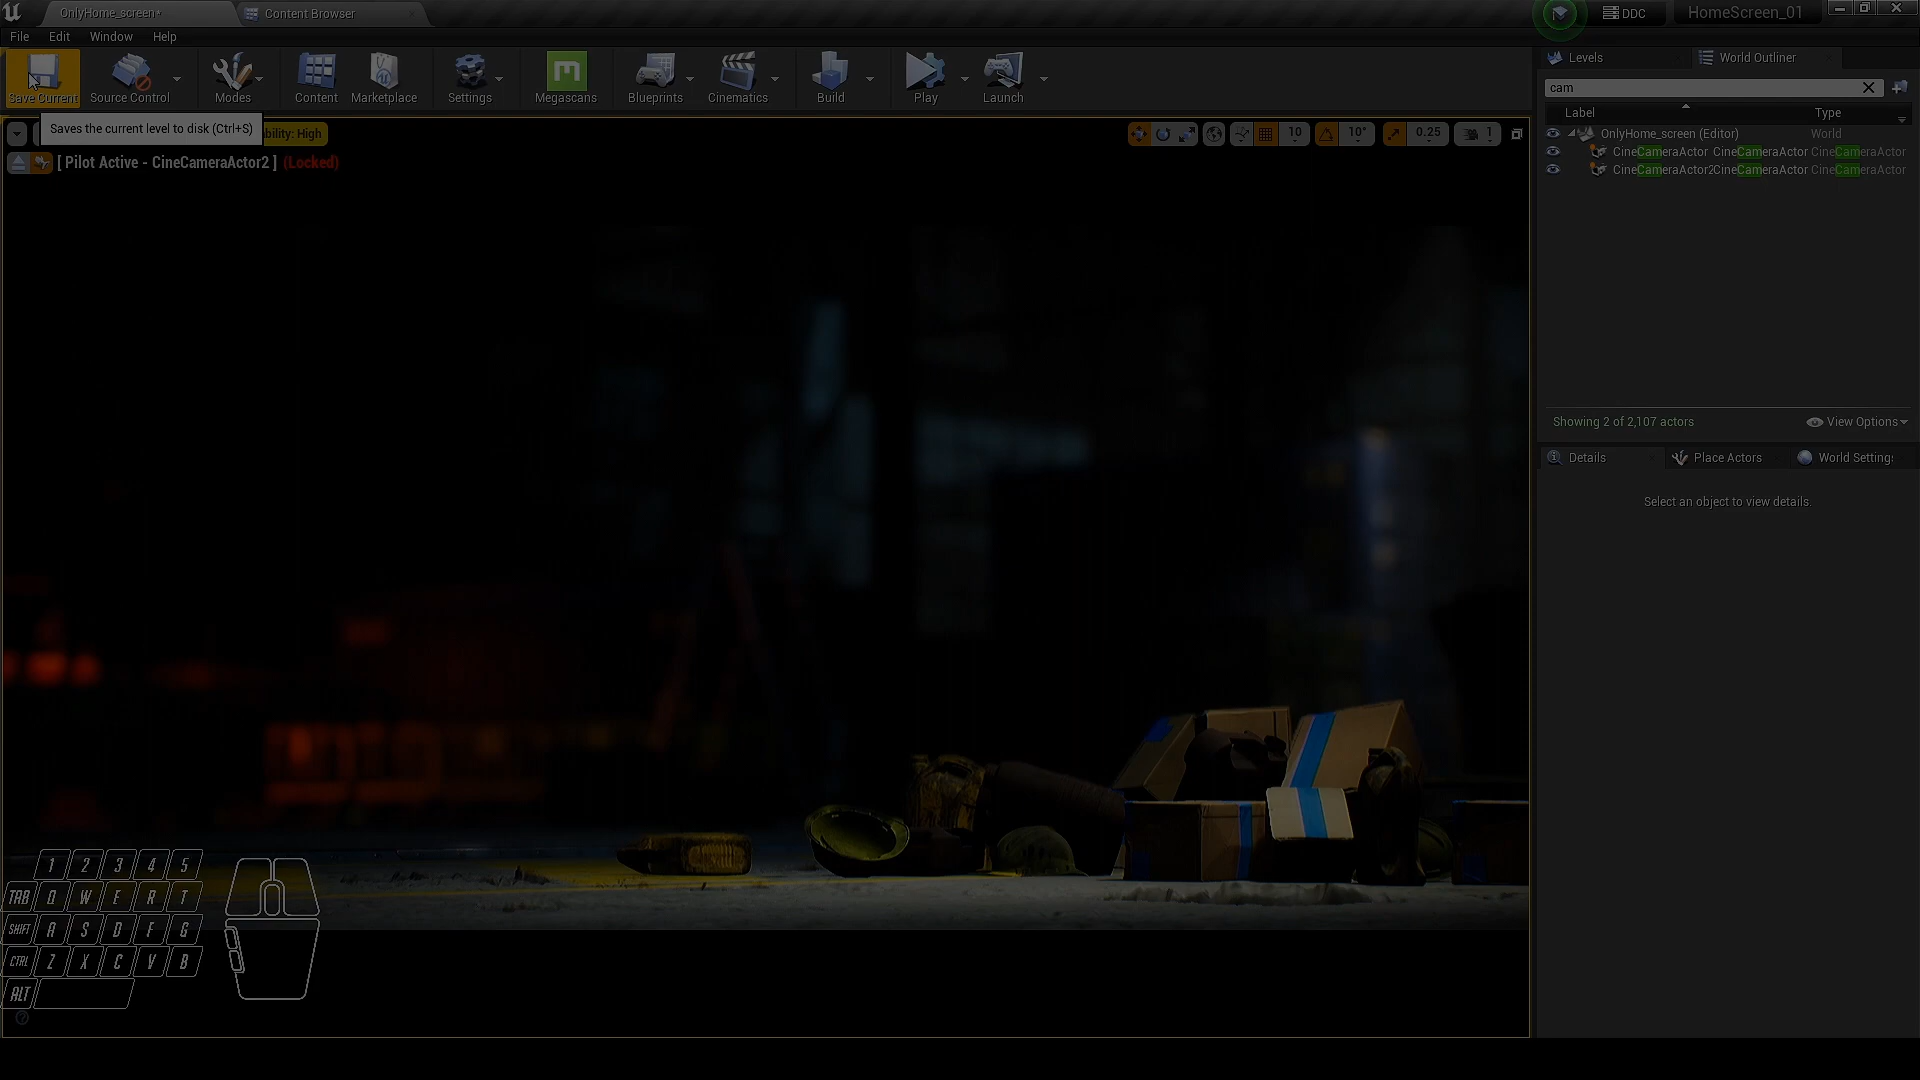 OnlyHome_screen*
Content Browser
DDC
HomeScreen_01
File Edit Window Help
Save Current
Source Control
Modes
Content
Marketplace
Settings
Megascans
Blueprints
Cinematics
Build
Play
Launch
Saves the current level to disk (Ctrl+S)
bility: High
10
10°
0.25
1
[ Pilot Active - CineCameraActor2 ] (Locked)
Levels
World Outliner
cam
Label Type
OnlyHome_screen (Editor) World
CineCameraActor CineCameraActor CineCameraActor
CineCameraActor2CineCameraActor CineCameraActor
Showing 2 of 2,107 actors
View Options
Details
Place Actors
World Settings
Select an object to view details.
1 2 3 4 5
TAB Q W E R T
SHIFT A S D F G
CTRL Z X C V B
ALT